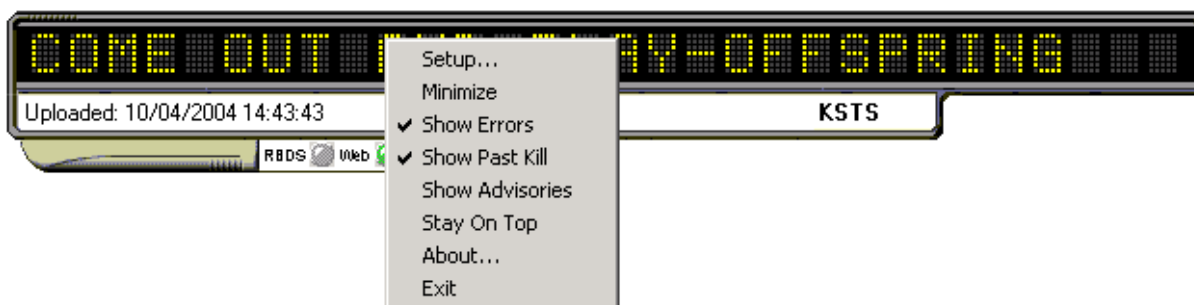 COME OUT AY-OFFSPRING
Uploaded: 10/04/2004 14:43:43
KSTS
RBDS Web
Setup...
Minimize
Show Errors
Show Past Kill
Show Advisories
Stay On Top
About...
Exit